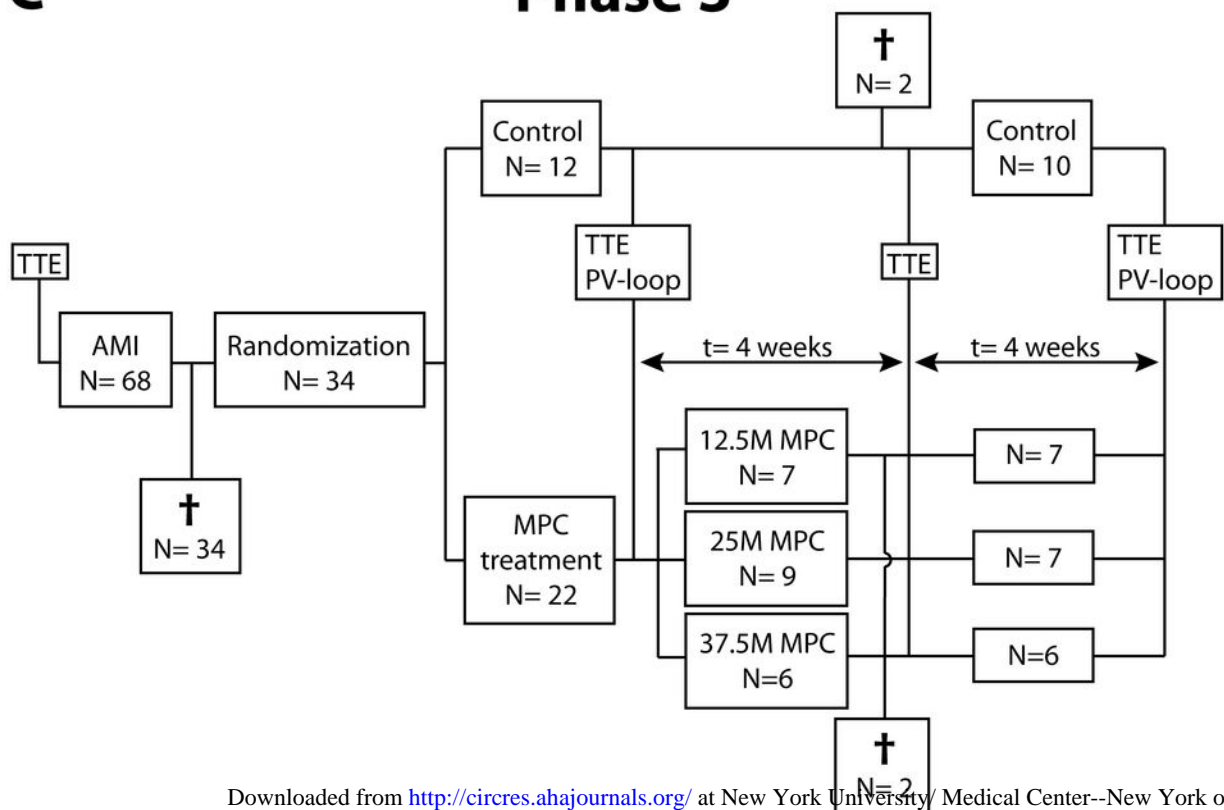 C
Phase 3
†
N= 2
Control
N= 12
Control
N= 10
TTE
TTE
PV-loop
TTE
TTE
PV-loop
AMI
N= 68
Randomization
N= 34
t= 4 weeks
t= 4 weeks
†
N= 34
MPC
treatment
N= 22
12.5M MPC
N= 7
N= 7
25M MPC
N= 9
N= 7
37.5M MPC
N=6
N=6
†
N= 2
Downloaded from http://circres.ahajournals.org/ at New York University/ Medical Center--New York o